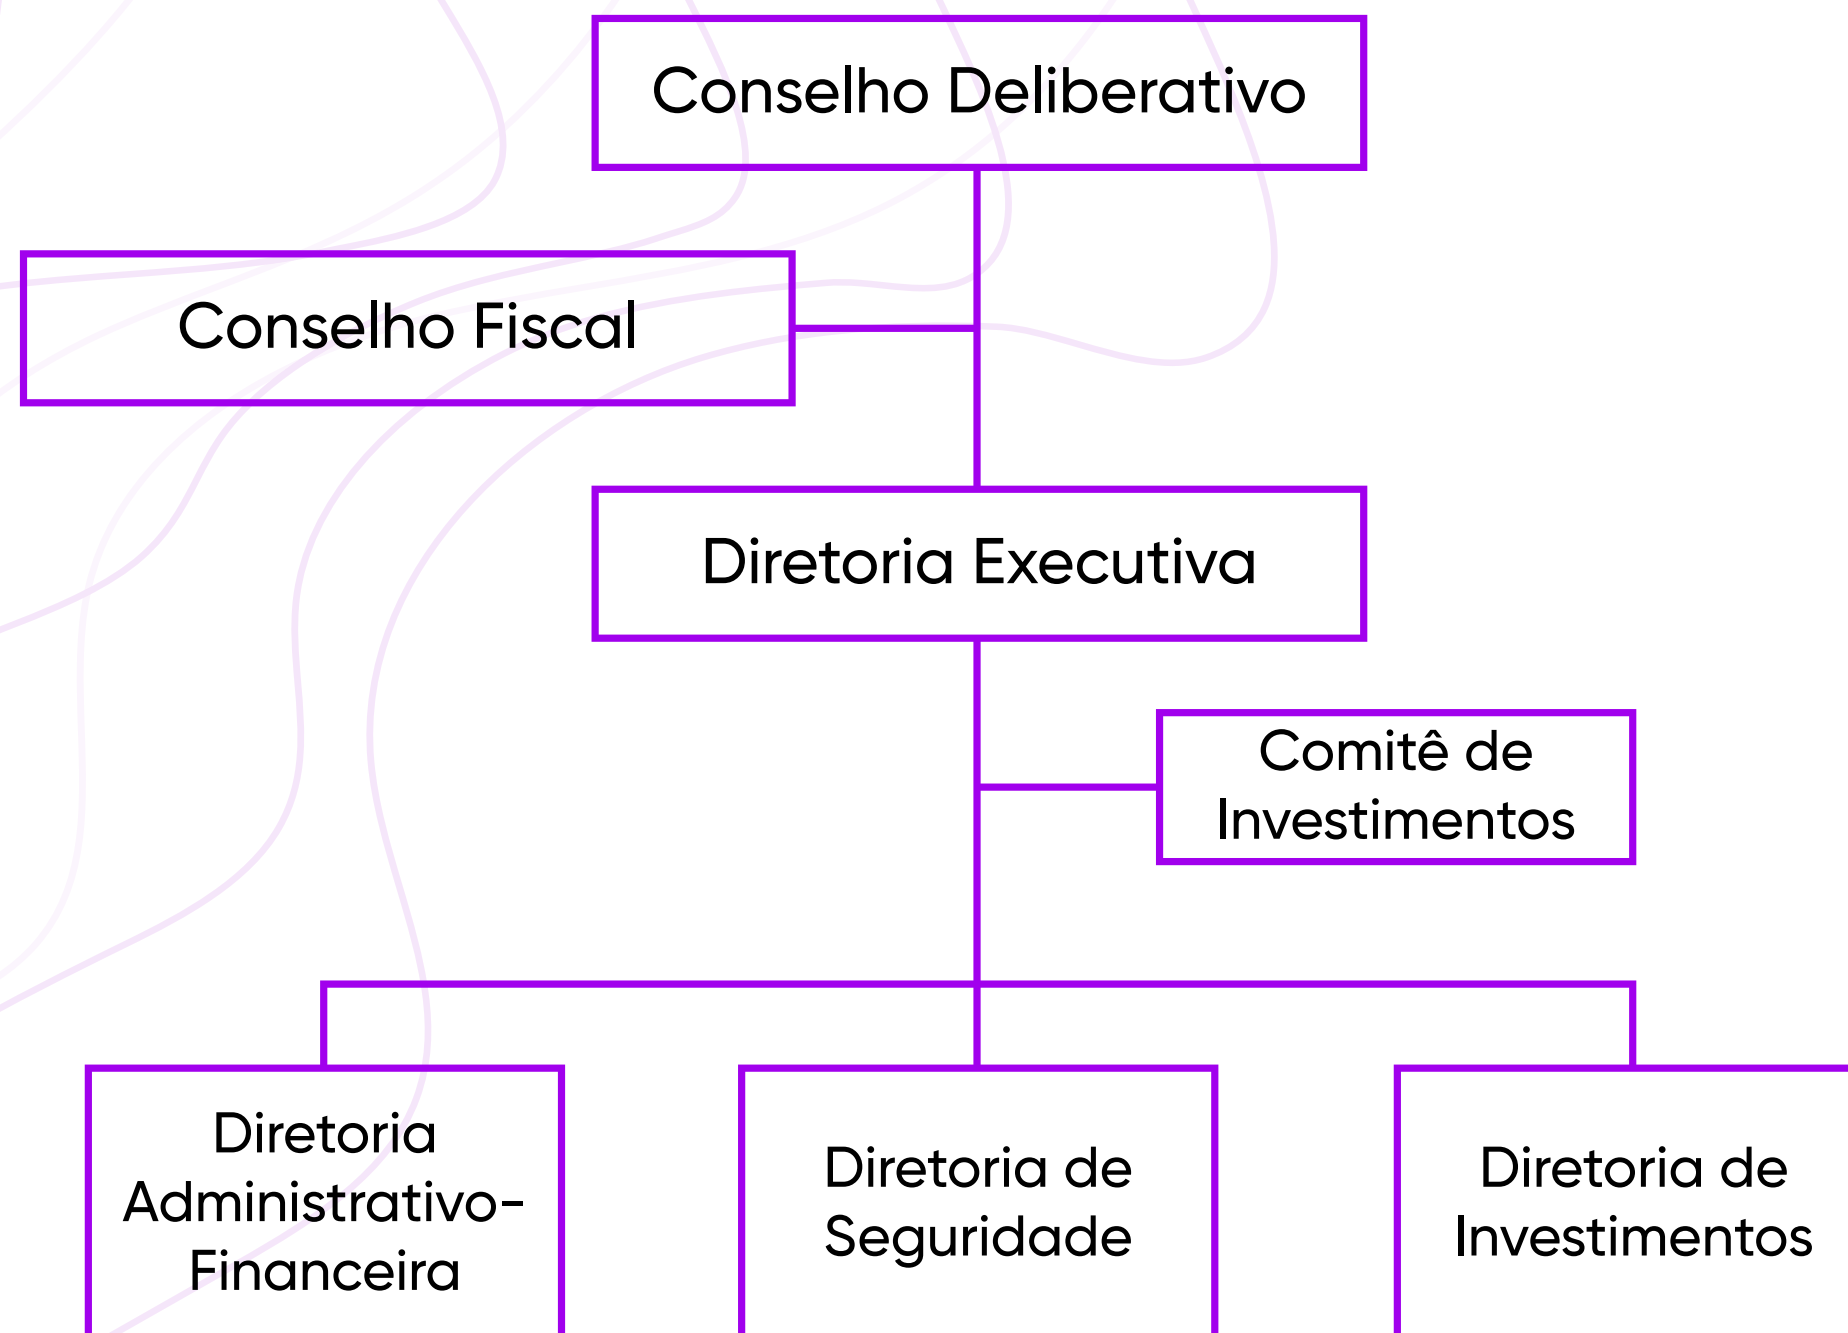 Conselho Deliberativo
Conselho Fiscal
Diretoria Executiva
Comitê de
Investimentos
Diretoria
Administrativo-
Financeira
Diretoria de
Seguridade
Diretoria de
Investimentos